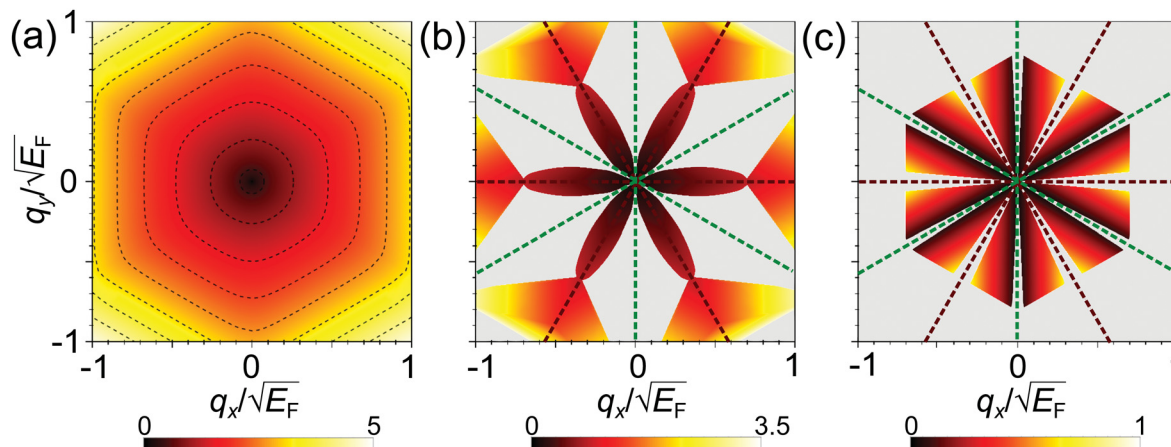 (a)
(b)
(c)
1
0
-1
q_y/√E_F
-1 0 1
-1 0 1
-1 0 1
q_x/√E_F
q_x/√E_F
q_x/√E_F
0 5
0 3.5
0 1